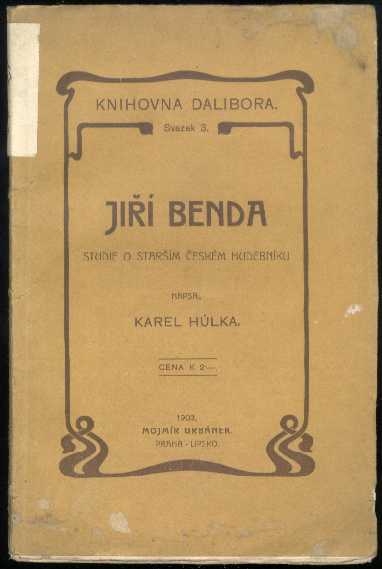 KNIHOVNA DALIBORA.
Svazek 3.
JIŘÍ BENDA
STUDIE O STARŠÍM ČESKÉM HUDEBNÍKU
NAPSAL
KAREL HŮLKA.
CENA K 2·—.
1903.
MOJMÍR URBÁNEK.
PRAHA - LIPSKO.